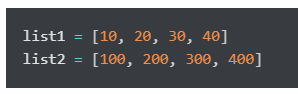 list1 = [10, 20, 30, 40]
list2 = [100, 200, 300, 400]